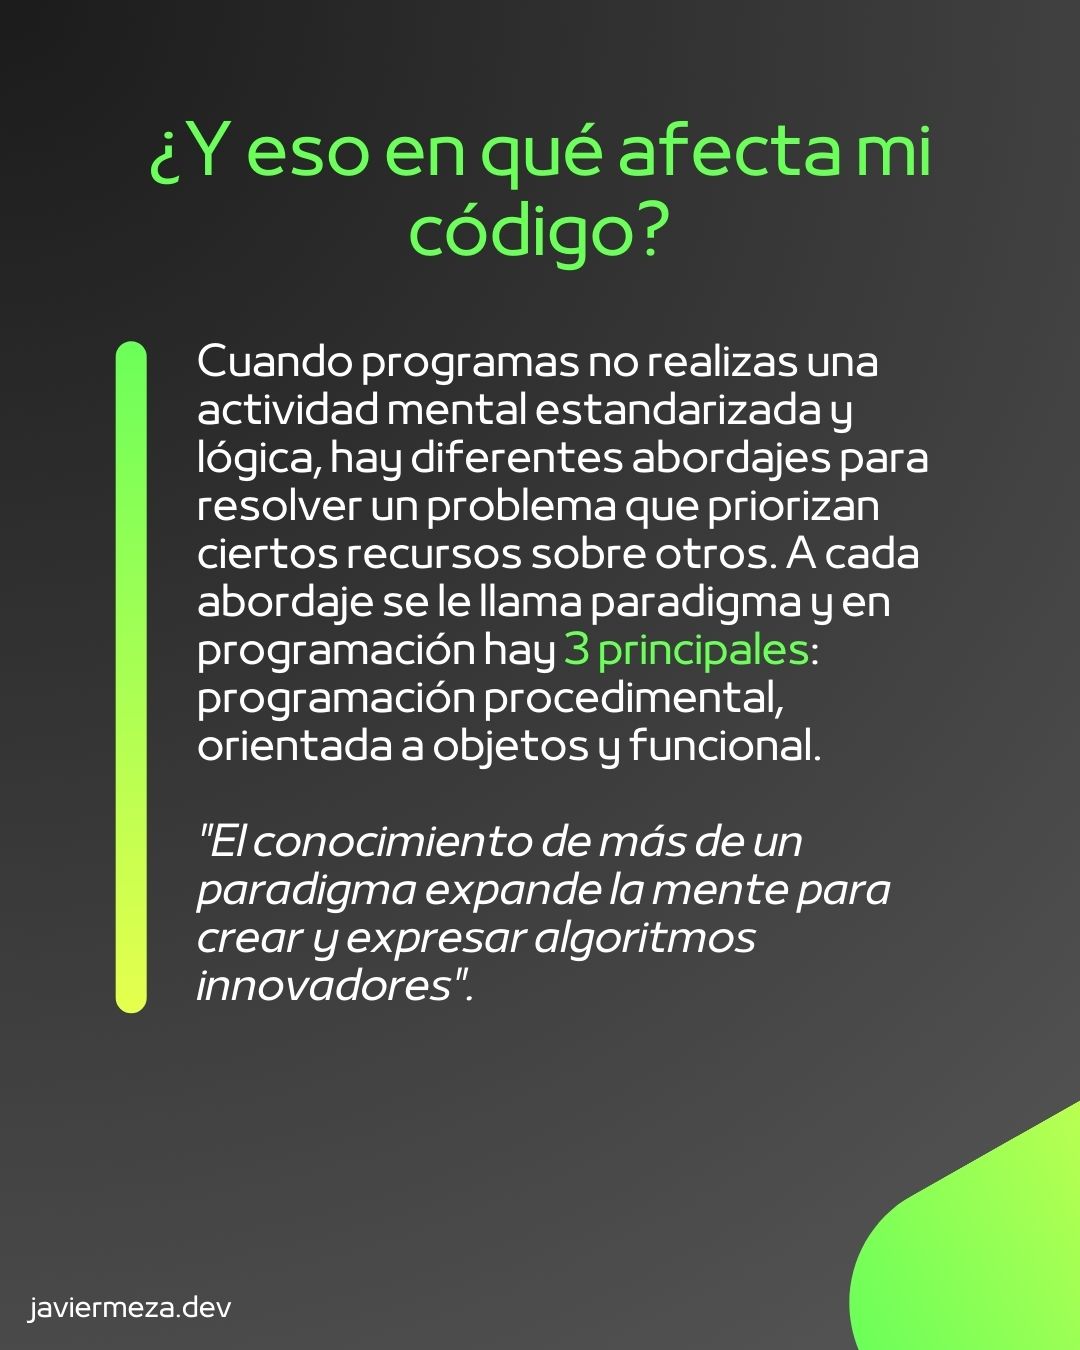 ¿Y eso en qué afecta mi
código?
Cuando programas no realizas una
actividad mental estandarizada y
lógica, hay diferentes abordajes para
resolver un problema que priorizan
ciertos recursos sobre otros. A cada
abordaje se le llama paradigma y en
programación hay 3 principales:
programación procedimental,
orientada a objetos y funcional.
"El conocimiento de más de un
paradigma expande la mente para
crear y expresar algoritmos
innovadores".
javiermeza.dev